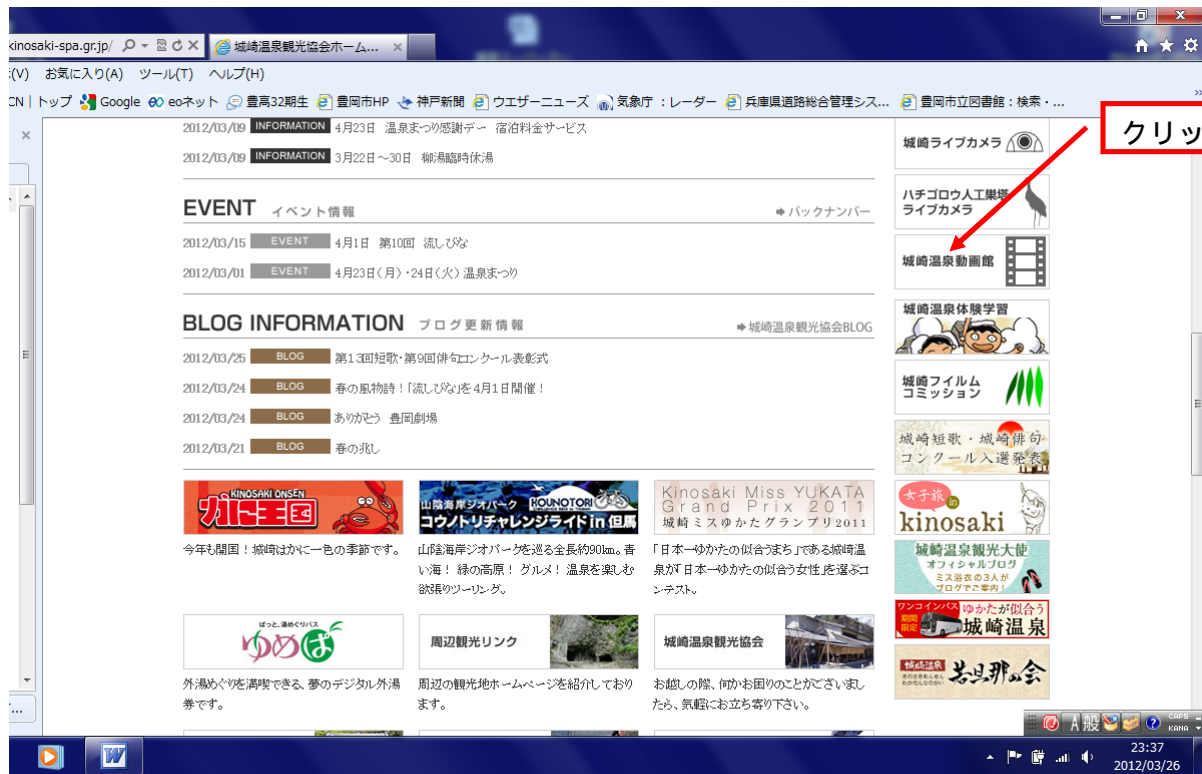 kinosaki-spa.gr.jp/
城崎温泉観光協会ホーム...
(V) お気に入り(A) ツール(T) ヘルプ(H)
CN トップ Google eoネット 豊高32期生 豊岡市HP 神戸新聞 ウエザーニューズ 気象庁：レーダー 兵庫県道路総合管理シス... 豊岡市立図書館：検索・...
クリッ
2012/03/09 INFORMATION 4月23日 温泉まつり感謝デー 宿泊料金サービス
2012/03/09 INFORMATION 3月22日～30日 柳湯臨時休湯
EVENT イベント情報 バックナンバー
2012/03/15 EVENT 4月1日 第10回 流しびな
2012/03/01 EVENT 4月23日(月)・24日(火) 温泉まつり
BLOG INFORMATION ブログ更新情報 城崎温泉観光協会BLOG
2012/03/25 BLOG 第13回短歌・第9回俳句コンクール表彰式
2012/03/24 BLOG 春の風物詩！「流しびな」を4月1日開催！
2012/03/24 BLOG ありがとう 豊岡劇場
2012/03/21 BLOG 春の兆し
KINOSAKI ONSEN
かに王国
今年も開国！城崎はかに一色の季節です。
山陰海岸ジオパーク KOUNOTORI
コウノトリチャレンジライドin但馬
山陰海岸ジオパークを巡る全長約90km。青
い海！ 緑の高原！ グルメ！ 温泉を楽しむ
欲張りツーリング。
Kinosaki Miss YUKATA
Grand Prix 2011
城崎ミスゆかたグランプリ2011
「日本一ゆかたの似合うまち」である城崎温
泉が「日本一ゆかたの似合う女性」を選ぶコ
ンテスト。
ほっと、湯めぐりパス
ゆめぱ
外湯めぐりを満喫できる、夢のデジタル外湯
券です。
周辺観光リンク
周辺の観光地ホームページを紹介しており
ます。
城崎温泉観光協会
お越しの際、何かお困りのことがございまし
たら、気軽にお立ち寄り下さい。
城崎ライブカメラ
ハチゴロウ人工巣塔
ライブカメラ
城崎温泉動画館
城崎温泉体験学習
城崎フィルム
コミッション
城崎短歌・城崎俳句
コンクール入選発表
女子旅 in
kinosaki
城崎温泉観光大使
オフィシャルブログ
ミス浴衣の3人が
ブログでご案内！
ワンコインバス ゆかたが似合う
期間限定 城崎温泉
城崎温泉 若旦那の会
A 般 CAPS
KANA
23:37
2012/03/26